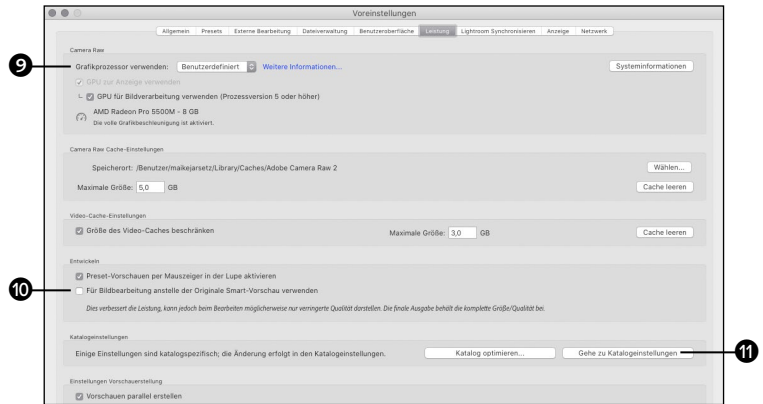 Voreinstellungen
Allgemein Presets Externe Bearbeitung Dateiverwaltung Benutzeroberfläche Leistung Lightroom Synchronisieren Anzeige Netzwerk
Camera Raw
9 Grafikprozessor verwenden: Benutzerdefiniert Weitere Informationen... Systeminformationen
GPU zur Anzeige verwenden
GPU für Bildverarbeitung verwenden (Prozessversion 5 oder höher)
AMD Radeon Pro 5500M - 8 GB
Die volle Grafikbeschleunigung ist aktiviert.
Camera Raw Cache-Einstellungen
Speicherort: /Benutzer/maikejarsetz/Library/Caches/Adobe Camera Raw 2 Wählen...
Maximale Größe: 5,0 GB Cache leeren
Video-Cache-Einstellungen
Größe des Video-Caches beschränken Maximale Größe: 3,0 GB Cache leeren
Entwickeln
Preset-Vorschauen per Mauszeiger in der Lupe aktivieren
10 Für Bildbearbeitung anstelle der Originale Smart-Vorschau verwenden
Dies verbessert die Leistung, kann jedoch beim Bearbeiten möglicherweise nur verringerte Qualität darstellen. Die finale Ausgabe behält die komplette Größe/Qualität bei.
Katalogeinstellungen
Einige Einstellungen sind katalogspezifisch; die Änderung erfolgt in den Katalogeinstellungen. Katalog optimieren... Gehe zu Katalogeinstellungen 11
Einstellungen Vorschauerstellung
Vorschauen parallel erstellen